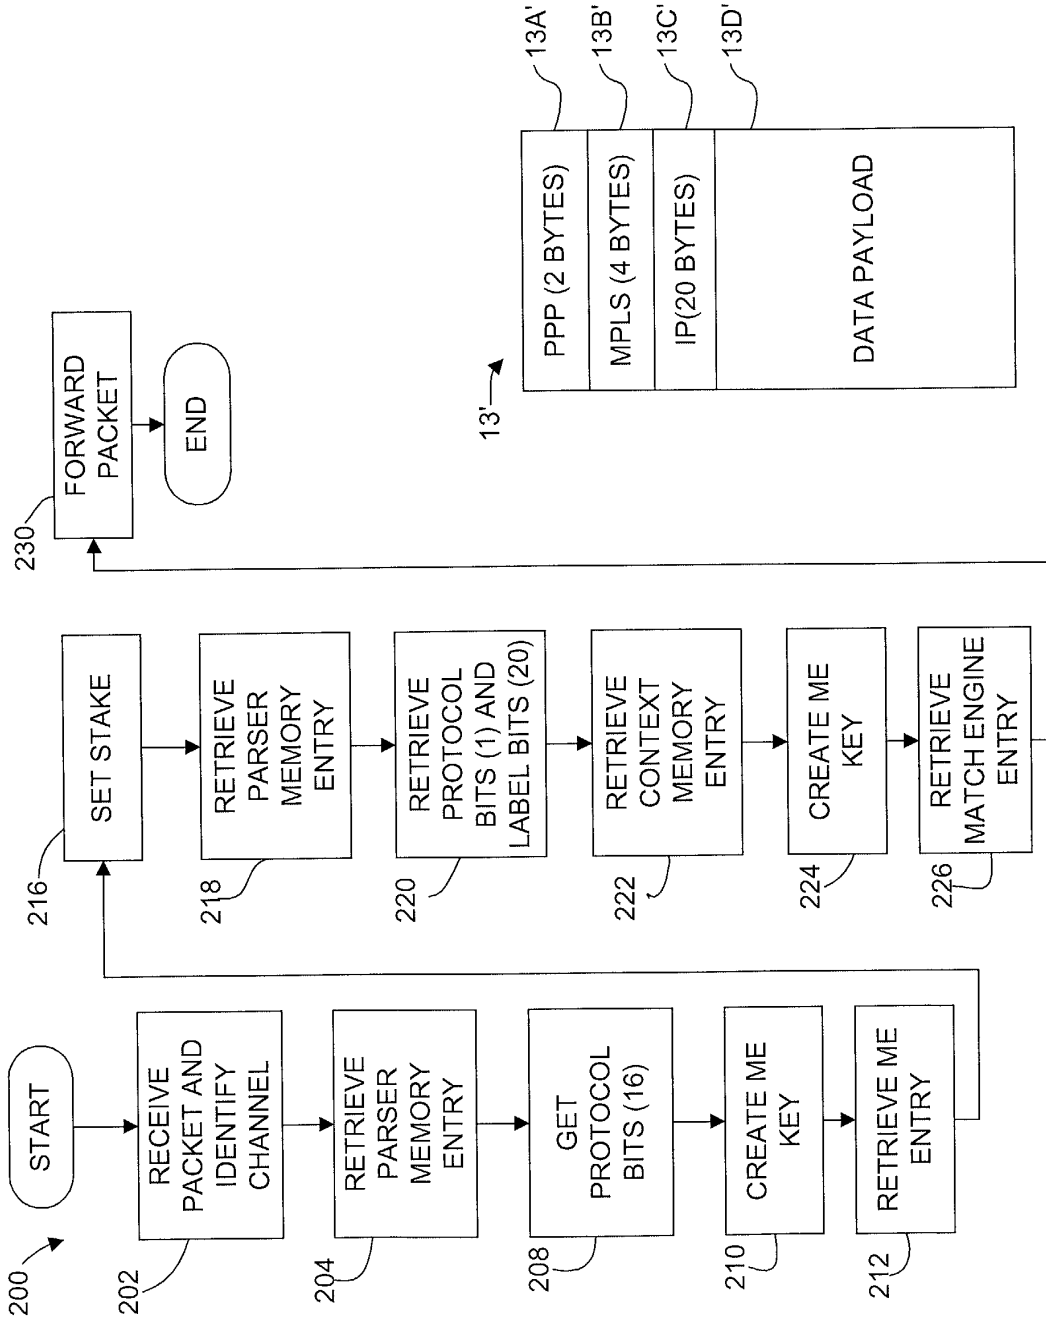 200
START
RECEIVE
PACKET AND
IDENTIFY
CHANNEL
202
RETRIEVE
PARSER
MEMORY
ENTRY
204
GET
PROTOCOL
BITS (16)
208
CREATE ME
KEY
210
RETRIEVE ME
ENTRY
212
SET STAKE
216
RETRIEVE
PARSER
MEMORY
ENTRY
218
RETRIEVE
PROTOCOL
BITS (1) AND
LABEL BITS (20)
220
RETRIEVE
CONTEXT
MEMORY
ENTRY
222
CREATE ME
KEY
224
RETRIEVE
MATCH ENGINE
ENTRY
226
FORWARD
PACKET
230
END
13'
PPP (2 BYTES)
13A'
MPLS (4 BYTES)
13B'
IP(20 BYTES)
13C'
DATA PAYLOAD
13D'